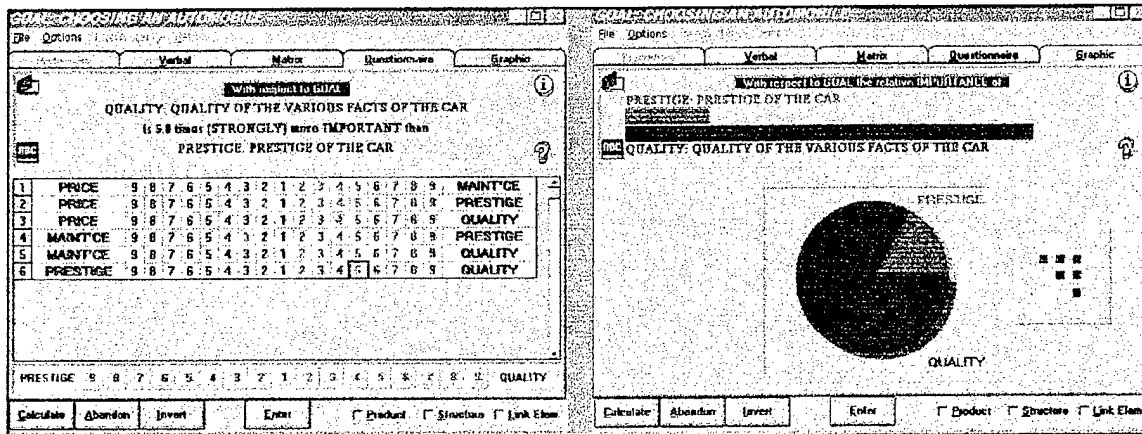 GOAL: CHOOSING AN AUTOMOBILE
File Options
Verbal Matrix Questionnaire Graphic
With respect to GOAL
QUALITY: QUALITY OF THE VARIOUS FACTS OF THE CAR
is 5.0 times (STRONGLY) more IMPORTANT than
PRESTIGE: PRESTIGE OF THE CAR
ABC
1 PRICE 9 8 7 6 5 4 3 2 1 2 3 4 5 6 7 8 9 MAINT'CE
2 PRICE 9 8 7 6 5 4 3 2 1 2 3 4 5 6 7 8 9 PRESTIGE
3 PRICE 9 8 7 6 5 4 3 2 1 2 3 4 5 6 7 8 9 QUALITY
4 MAINT'CE 9 8 7 6 5 4 3 2 1 2 3 4 5 6 7 8 9 PRESTIGE
5 MAINT'CE 9 8 7 6 5 4 3 2 1 2 3 4 5 6 7 8 9 QUALITY
6 PRESTIGE 9 8 7 6 5 4 3 2 1 2 3 4 5 6 7 8 9 QUALITY
PRESTIGE 9 8 7 6 5 4 3 2 1 2 3 4 5 6 7 8 9 QUALITY
Calculate Abandon Invert Enter Product Structure Link Elem
GOAL: CHOOSING AN AUTOMOBILE
File Options
Verbal Matrix Questionnaire Graphic
With respect to GOAL the relative IMPORTANCE of
PRESTIGE: PRESTIGE OF THE CAR
ABC
QUALITY: QUALITY OF THE VARIOUS FACTS OF THE CAR
PRESTIGE
QUALITY
Calculate Abandon Invert Enter Product Structure Link Elem